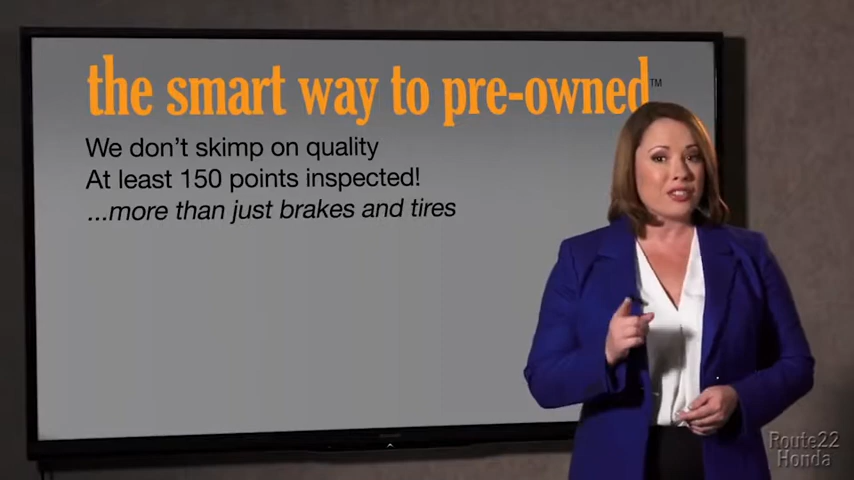 the smart way to pre-owned™
We don't skimp on quality
At least 150 points inspected!
...more than just brakes and tires
Route22
Honda